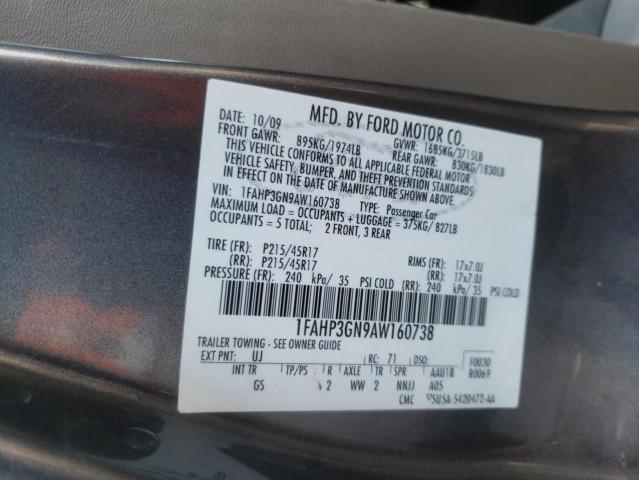 MFD. BY FORD MOTOR CO.
DATE: 10/09 GVWR: 1685KG/3715LB
FRONT GAWR: 895KG/1974LB REAR GAWR: 830KG/1830LB
THIS VEHICLE CONFORMS TO ALL APPLICABLE FEDERAL MOTOR
VEHICLE SAFETY, BUMPER, AND THEFT PREVENTION STANDARDS
IN EFFECT ON THE DATE OF MANUFACTURE SHOWN ABOVE.
VIN: 1FAHP3GN9AW160738 TYPE: Passenger Car
MAXIMUM LOAD = OCCUPANTS + LUGGAGE = 375KG/ 827LB
OCCUPANTS = 5 TOTAL; 2 FRONT, 3 REAR
TIRE (FR): P215/45R17 RIMS (FR): 17x7.0J
(RR): P215/45R17 (RR): 17x7.0J
PRESSURE (FR): 240 kPa/ 35 PSI COLD (RR): 240 kPa/ 35 PSI COLD
1FAHP3GN9AW160738
TRAILER TOWING - SEE OWNER GUIDE
EXT PNT: UJ RC: 71 DSO: F0030
INT TR TP/PS R AXLE TR SPR AAUTB R0069
GS 2 WW 2 NNJJ A05
CMC 5U5A-5420472-AA